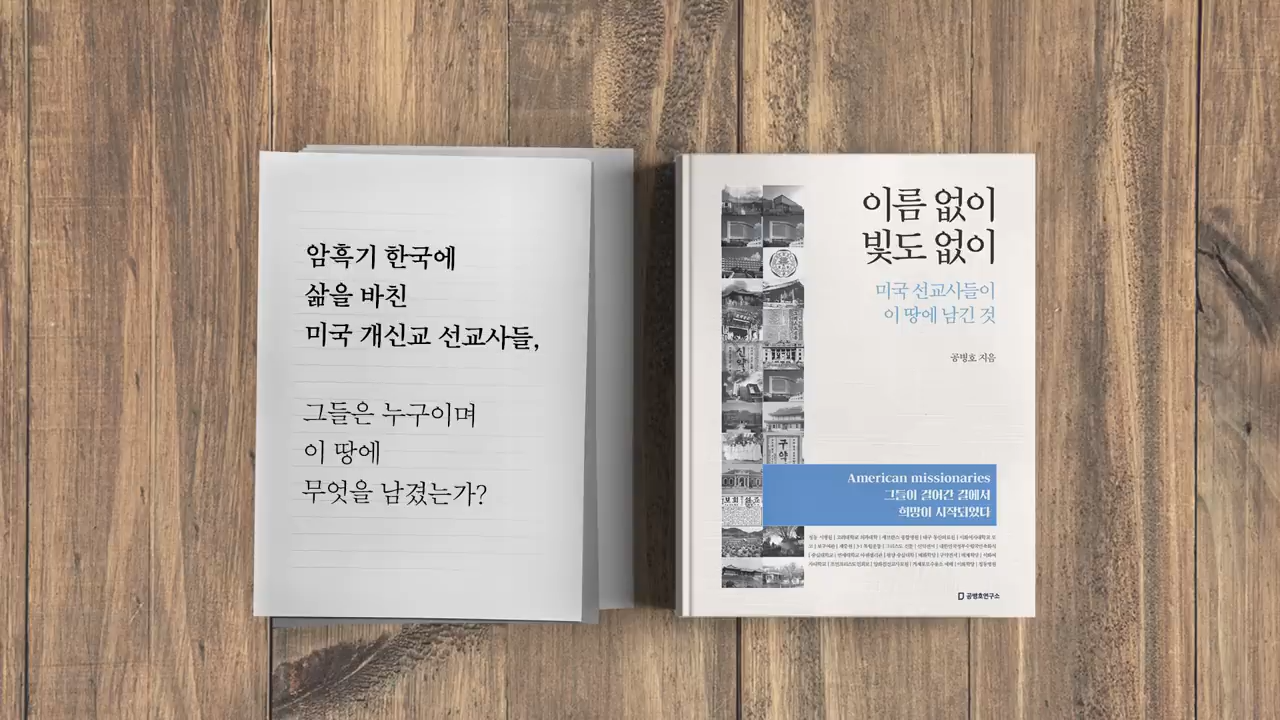 암흑기 한국에
삶을 바친
미국 개신교 선교사들,
그들은 누구이며
이 땅에
무엇을 남겼는가?
이름 없이
빛도 없이
미국 선교사들이
이 땅에 남긴 것
공병호 지음
신약
구약
American missionaries
그들이 걸어간 길에서
희망이 시작되었다
공병호연구소